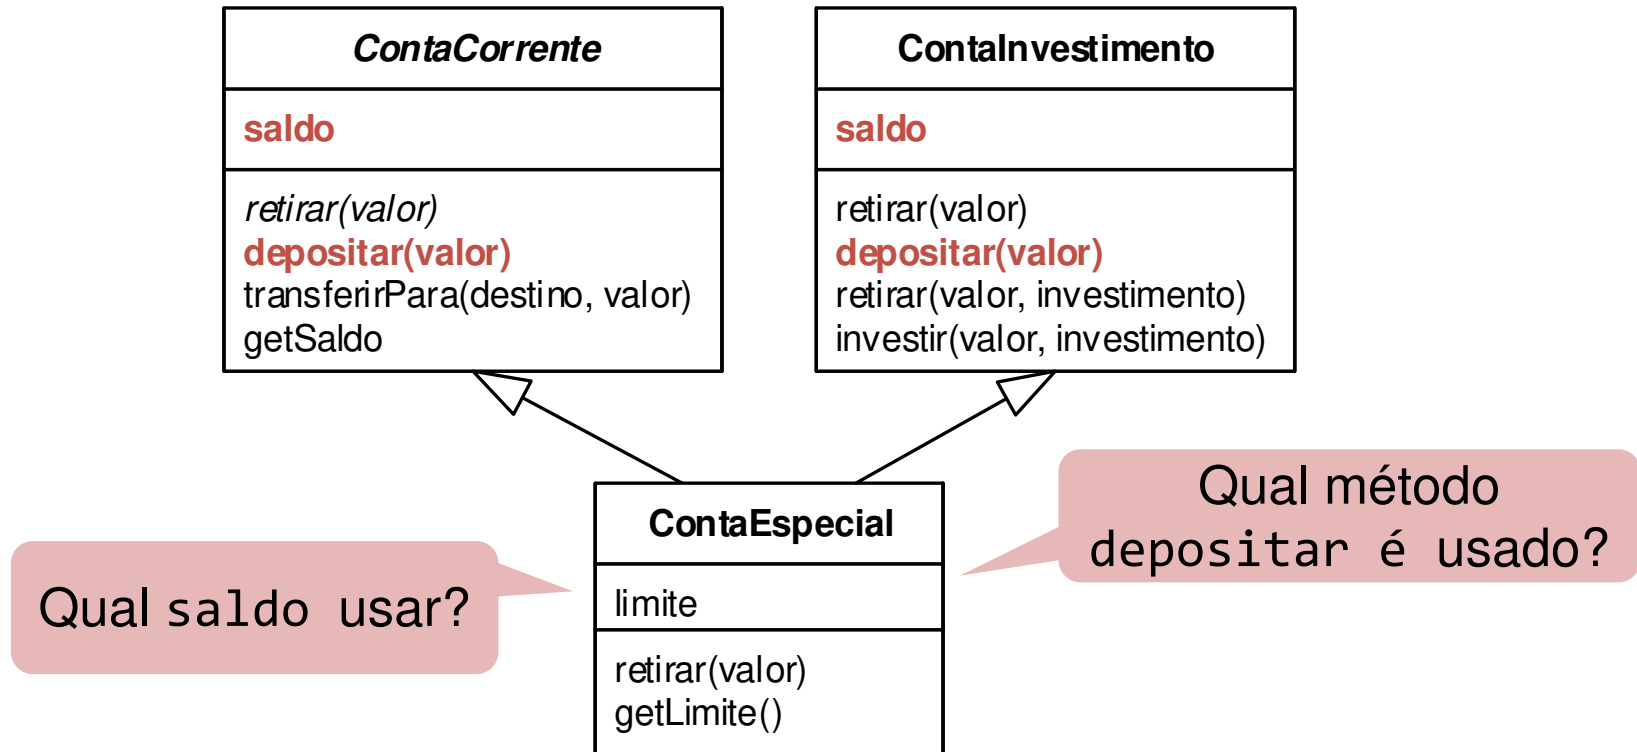 ContaCorrente
saldo
retirar(valor)
depositar(valor)
transferirPara(destino, valor)
getSaldo
ContaInvestimento
saldo
retirar(valor)
depositar(valor)
retirar(valor, investimento)
investir(valor, investimento)
ContaEspecial
limite
retirar(valor)
getLimite()
Qual saldo usar?
Qual método
depositar é usado?